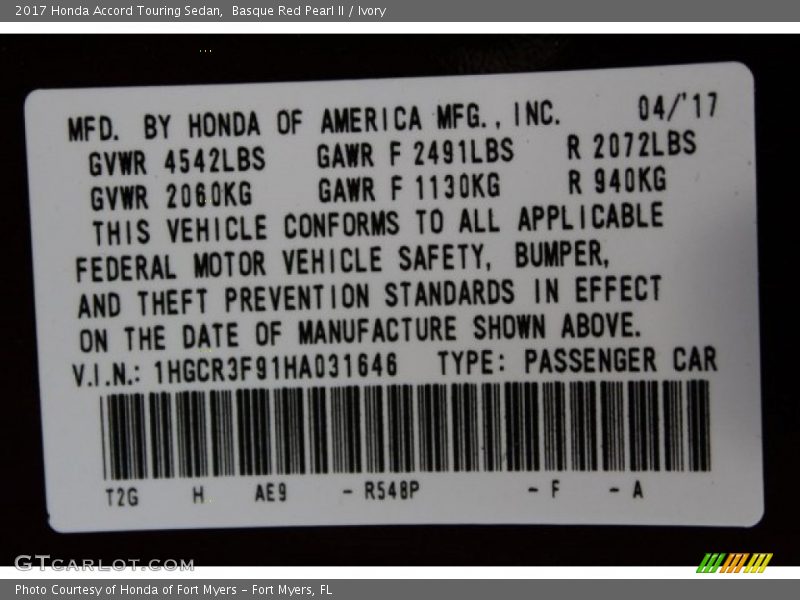 2017 Honda Accord Touring Sedan,  Basque Red Pearl II / Ivory
MFD. BY HONDA OF AMERICA MFG., INC. 04/'17
GVWR 4542LBS GAWR F 2491LBS R 2072LBS
GVWR 2060KG GAWR F 1130KG R 940KG
THIS VEHICLE CONFORMS TO ALL APPLICABLE
FEDERAL MOTOR VEHICLE SAFETY, BUMPER,
AND THEFT PREVENTION STANDARDS IN EFFECT
ON THE DATE OF MANUFACTURE SHOWN ABOVE.
V.I.N.: 1HGCR3F91HA031646 TYPE: PASSENGER CAR
T2G H AE9 - R548P - F - A
GTCARLOT.COM
Photo Courtesy of Honda of Fort Myers - Fort Myers, FL